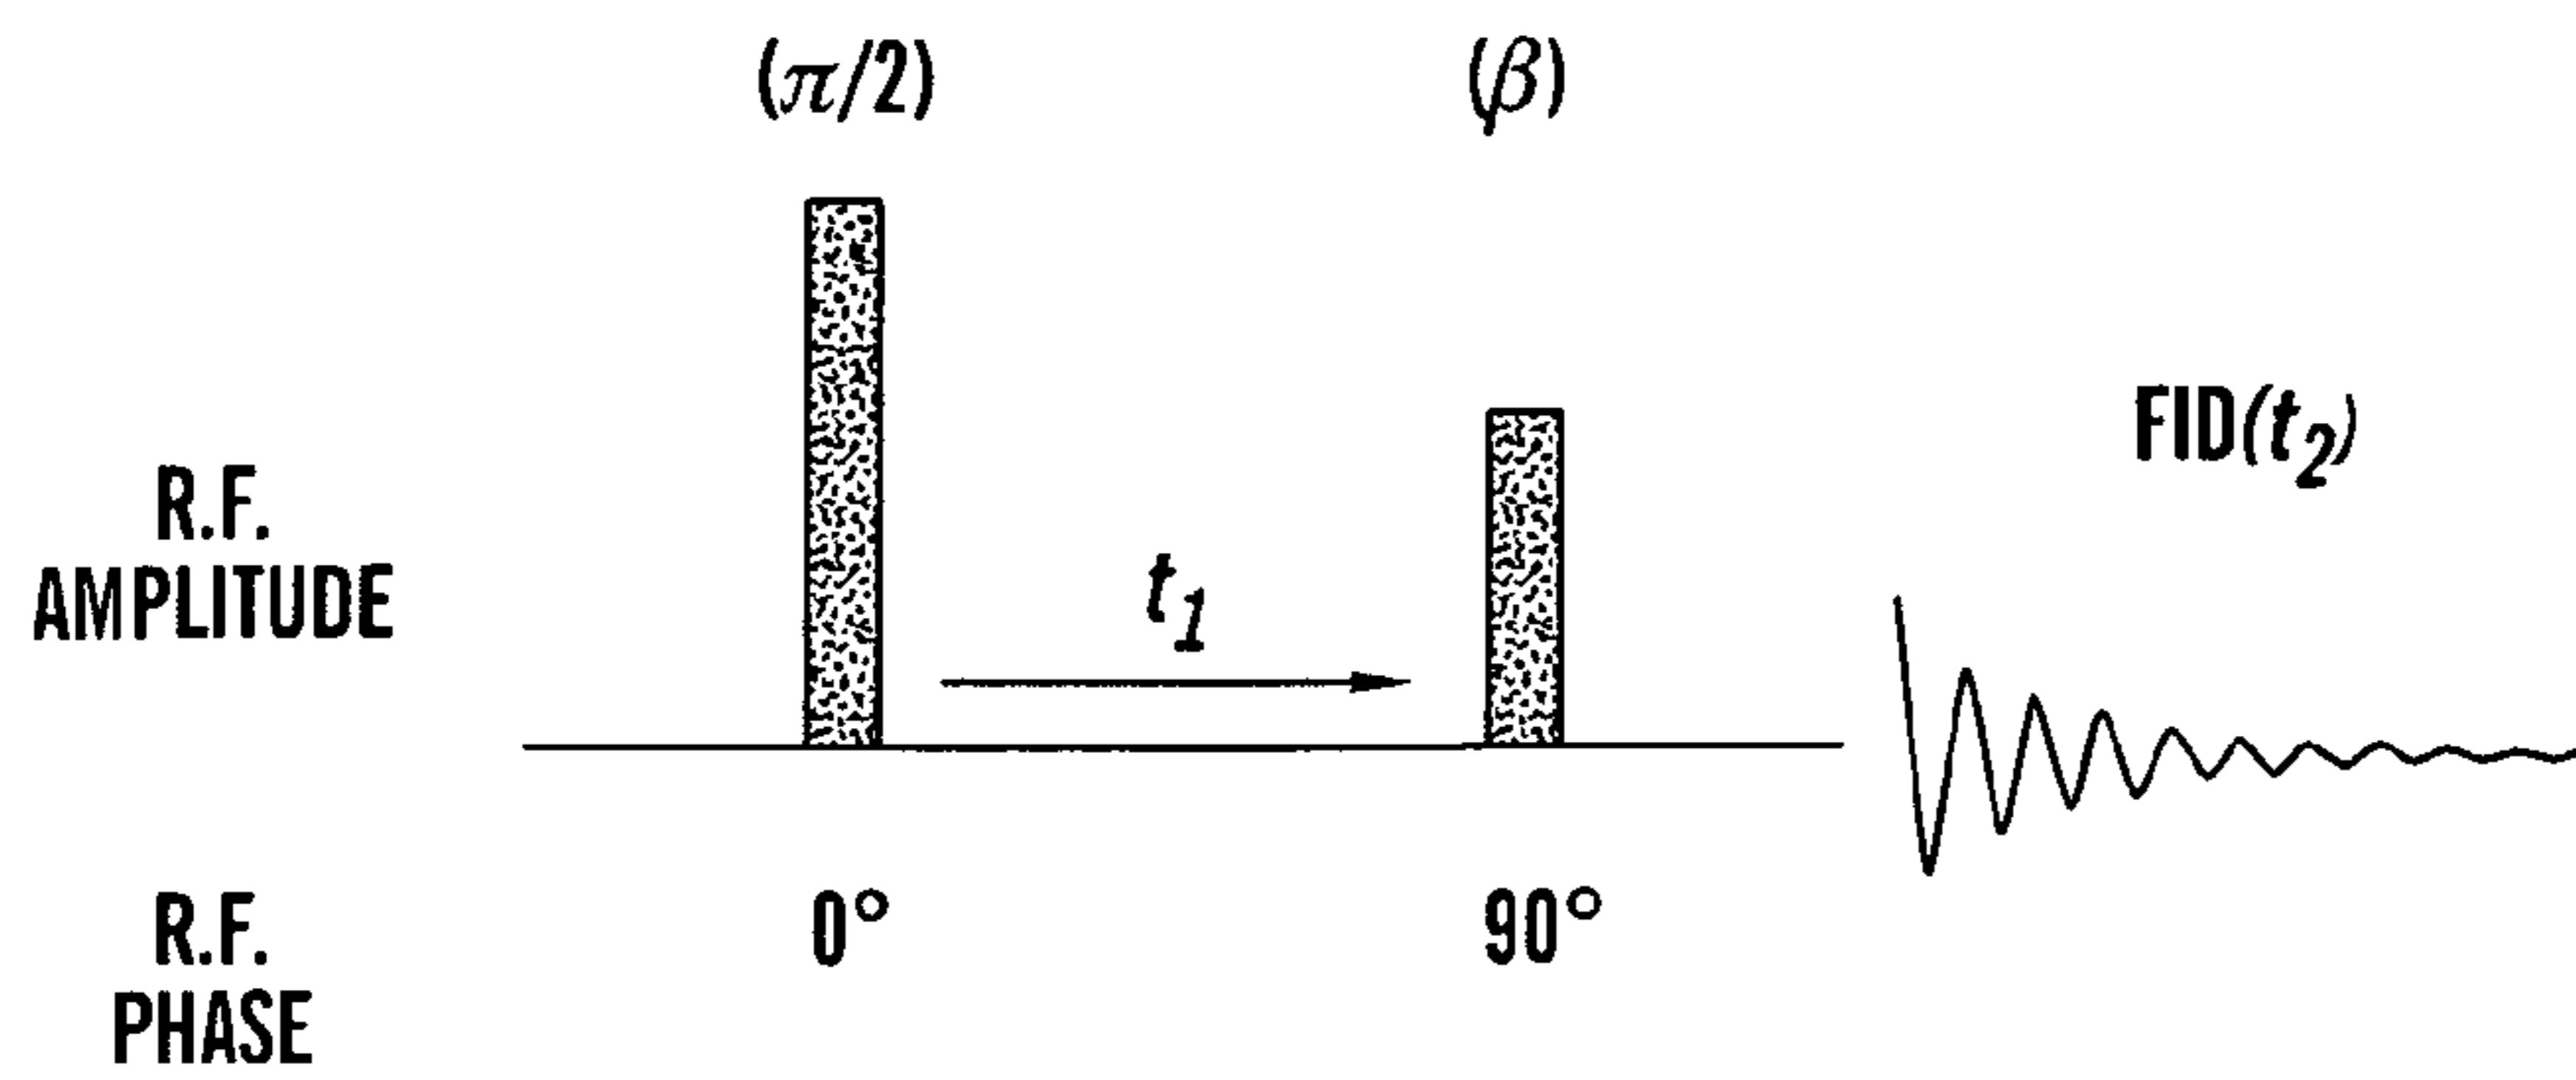 (π/2)
(β)
FID(t₂)
R.F.
AMPLITUDE
t₁
R.F.
PHASE
0°
90°